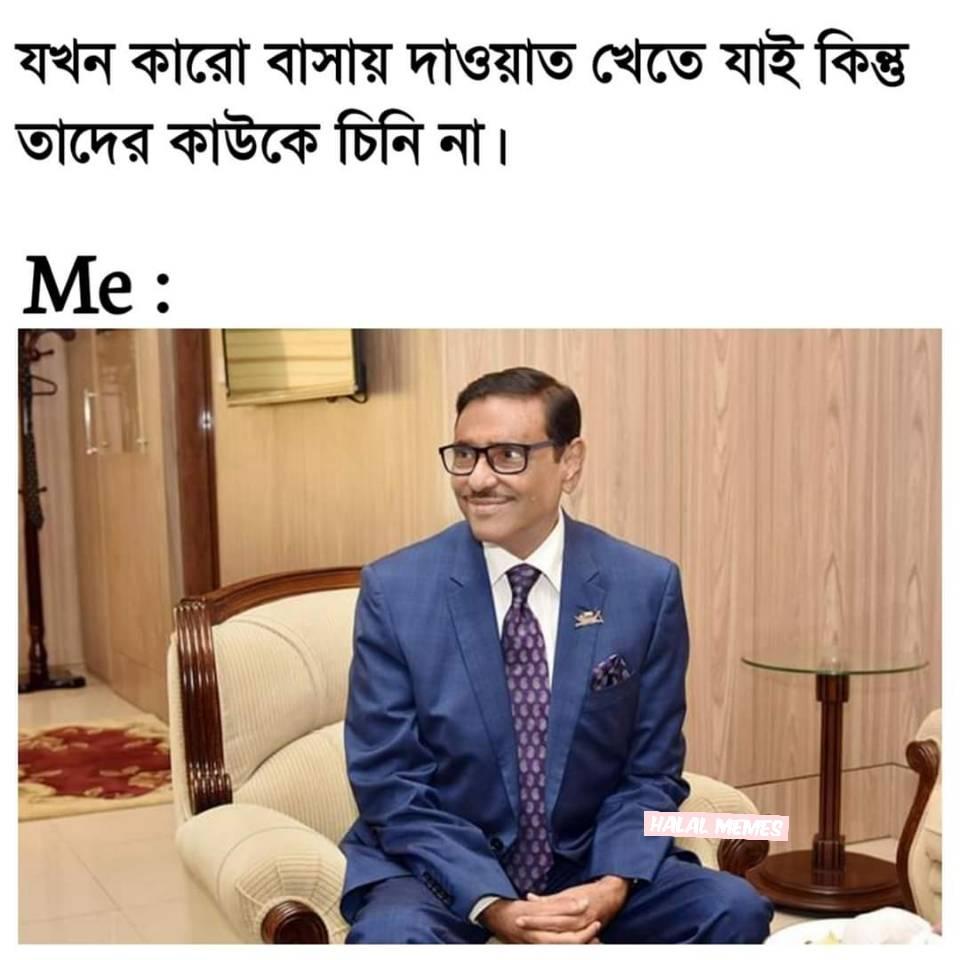 যখন কারো বাসায় দাওয়াত খেতে যাই কিন্তু
তাদের কাউকে চিনি না।
Me :
HALAL MEMES